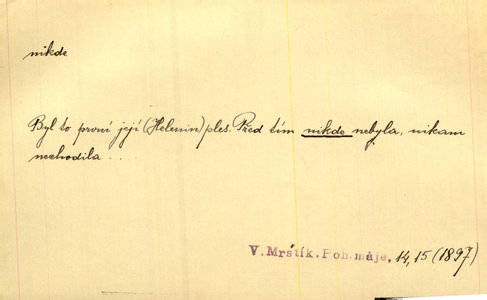 nikde
Byl to první její (Helenin) ples. Před tím nikde nebyla, nikam
nechodila . .
V. Mrštík. Poh. máje, 14, 15 (1897)